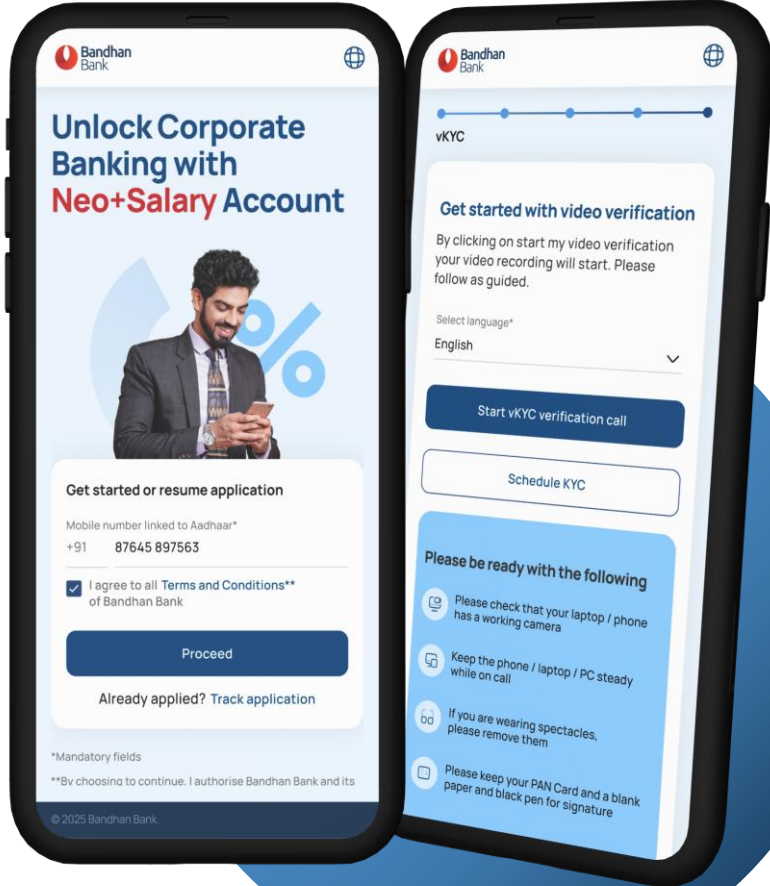 Bandhan
Bank
Unlock Corporate
Banking with
Neo+Salary Account
%
Get started or resume application
Mobile number linked to Aadhaar*
+91 87645 897563
I agree to all Terms and Conditions**
of Bandhan Bank
Proceed
Already applied? Track application
*Mandatory fields
**By choosing to continue, I authorise Bandhan Bank and its
© 2025 Bandhan Bank.
Bandhan
Bank
vKYC
Get started with video verification
By clicking on start my video verification
your video recording will start. Please
follow as guided.
Select language*
English
Start vKYC verification call
Schedule KYC
Please be ready with the following
Please check that your laptop / phone
has a working camera
Keep the phone / laptop / PC steady
while on call
If you are wearing spectacles,
please remove them
Please keep your PAN Card and a blank
paper and black pen for signature